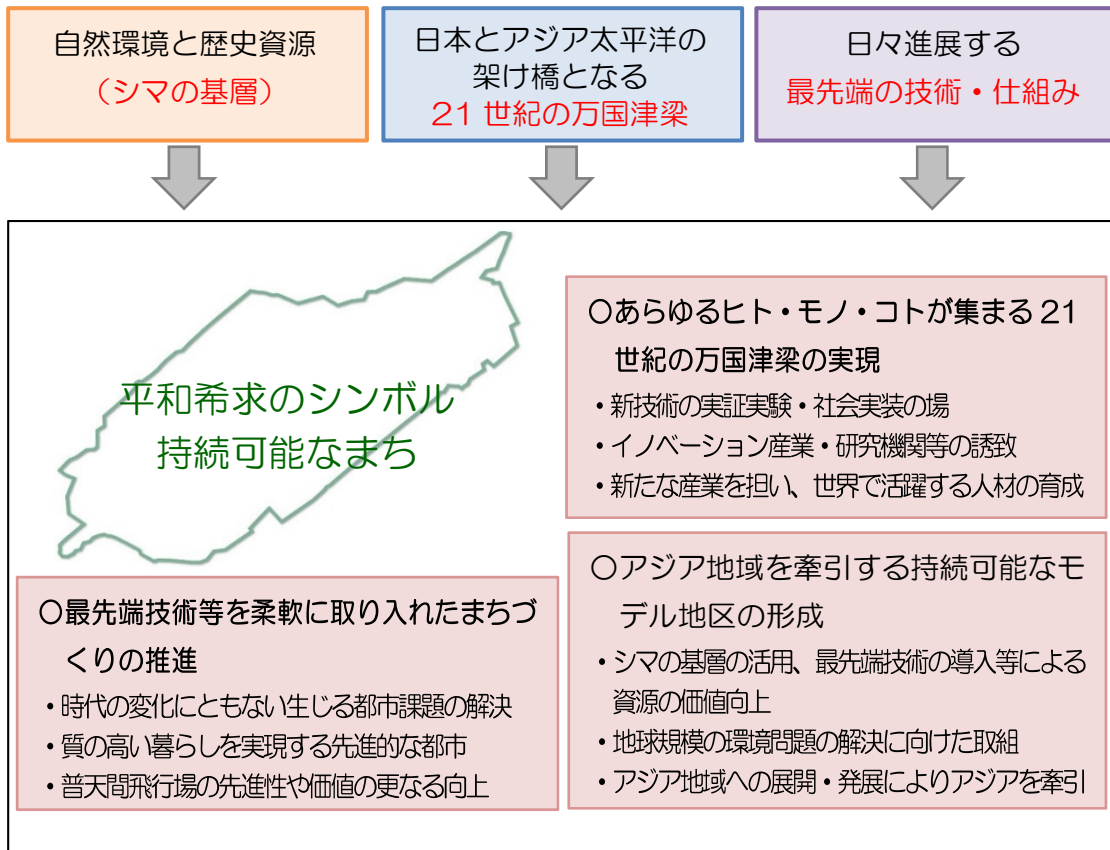 自然環境と歴史資源
（シマの基層）
日本とアジア太平洋の
架け橋となる
21 世紀の万国津梁
日々進展する
最先端の技術・仕組み
平和希求のシンボル
持続可能なまち
〇あらゆるヒト・モノ・コトが集まる 21
世紀の万国津梁の実現
・新技術の実証実験・社会実装の場
・イノベーション産業・研究機関等の誘致
・新たな産業を担い、世界で活躍する人材の育成
〇最先端技術等を柔軟に取り入れたまちづ
くりの推進
・時代の変化にともない生じる都市課題の解決
・質の高い暮らしを実現する先進的な都市
・普天間飛行場の先進性や価値の更なる向上
〇アジア地域を牽引する持続可能なモ
デル地区の形成
・シマの基層の活用、最先端技術の導入等による
資源の価値向上
・地球規模の環境問題の解決に向けた取組
・アジア地域への展開・発展によりアジアを牽引